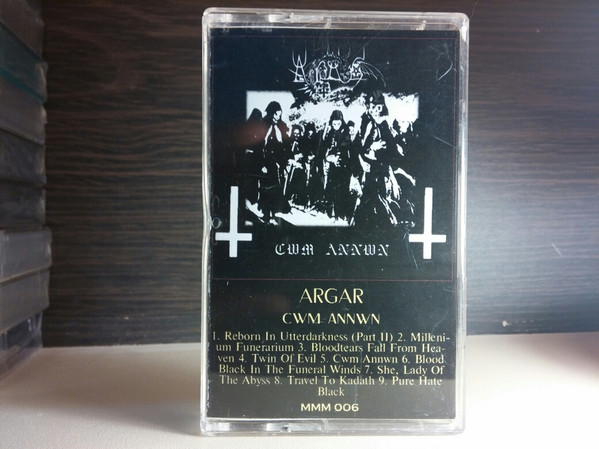 ARGAR
CWM ANNWN
ARGAR
CWM-ANNWN
1. Reborn In Utterdarkness (Part II) 2. Milleni-
um Funerarium 3. Bloodtears Fall From Hea-
ven 4. Twin Of Evil 5. Cwm Annwn 6. Blood
Black In The Funeral Winds 7. She, Lady Of
The Abyss 8. Travel To Kadath 9. Pure Hate
Black
MMM 006